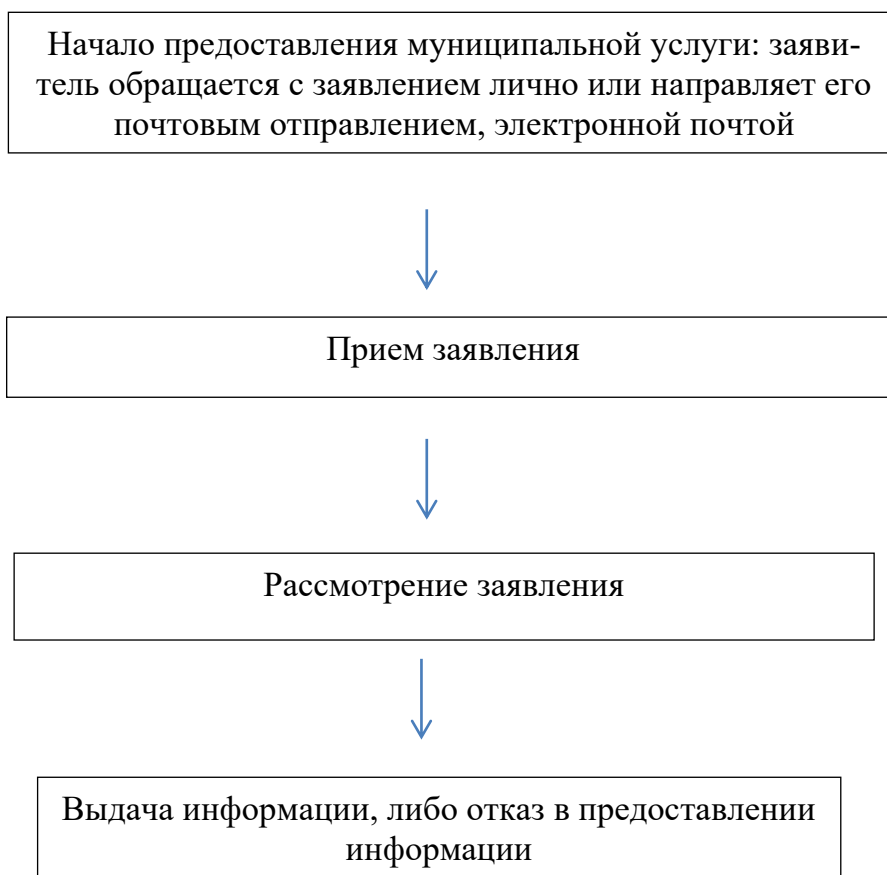 Начало предоставления муниципальной услуги: заяви-
тель обращается с заявлением лично или направляет его
почтовым отправлением, электронной почтой
Прием заявления
Рассмотрение заявления
Выдача информации, либо отказ в предоставлении
информации